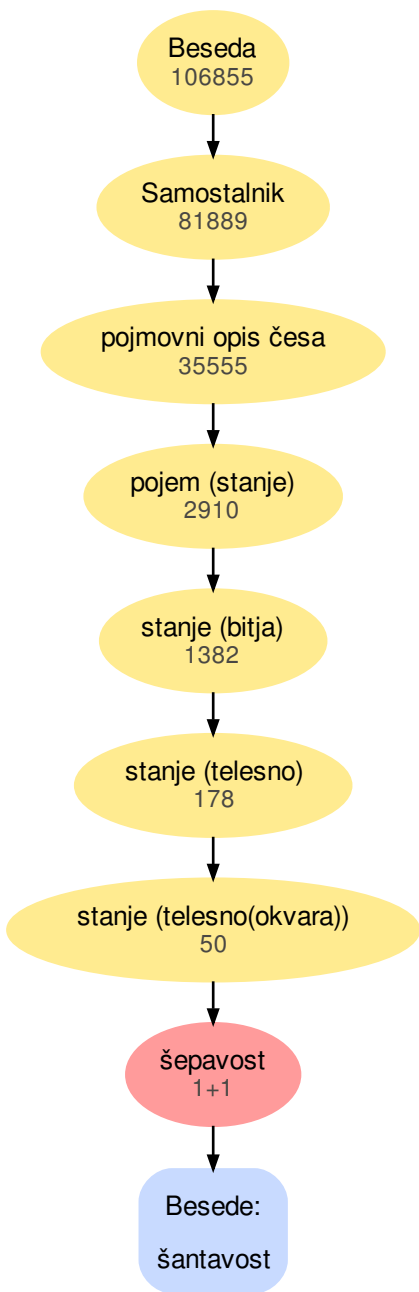 Beseda
106855
Samostalnik
81889
pojmovni opis česa
35555
pojem (stanje)
2910
stanje (bitja)
1382
stanje (telesno)
178
stanje (telesno(okvara))
50
šepavost
1+1
Besede:
šantavost